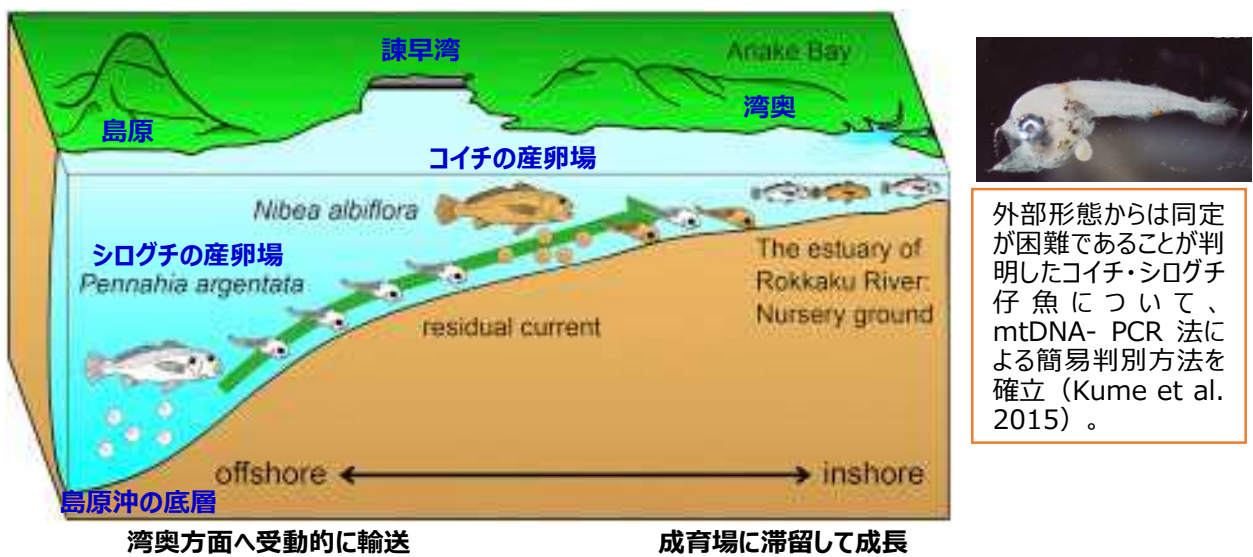 諫早湾
Ariake Bay
島原
湾奥
コイチの産卵場
Nibea albiflora
シログチの産卵場
Pennahia argentata
The estuary of
Rokkaku River:
Nursery ground
residual current
offshore
inshore
島原沖の底層
湾奥方面へ受動的に輸送
成育場に滞留して成長
外部形態からは同定
が困難であることが判
明したコイチ・シログチ
仔魚について、
mtDNA- PCR 法に
よる簡易判別方法を
確立（Kume et al.
2015）。